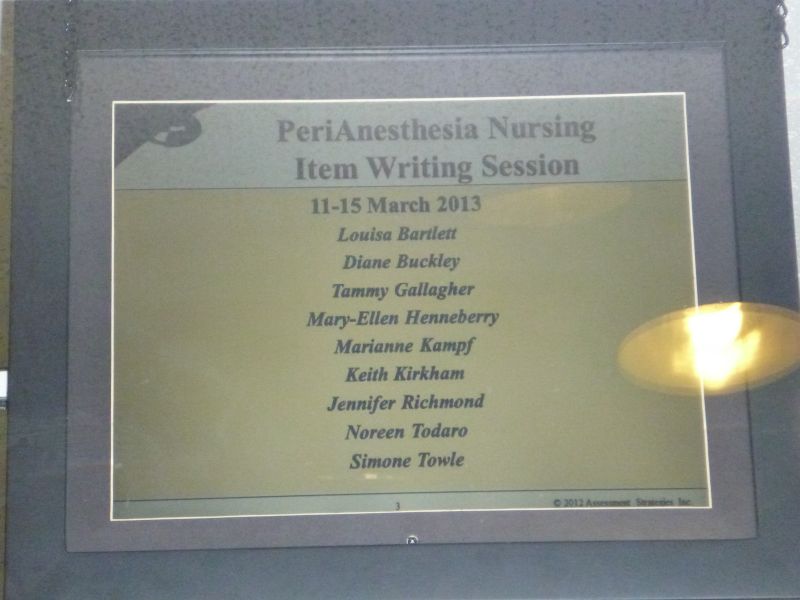 PeriAnesthesia Nursing
Item Writing Session
11-15 March 2013
Louisa Bartlett
Diane Buckley
Tammy Gallagher
Mary-Ellen Henneberry
Marianne Kampf
Keith Kirkham
Jennifer Richmond
Noreen Todaro
Simone Towle
3
© 2012 Assessment Strategies Inc.